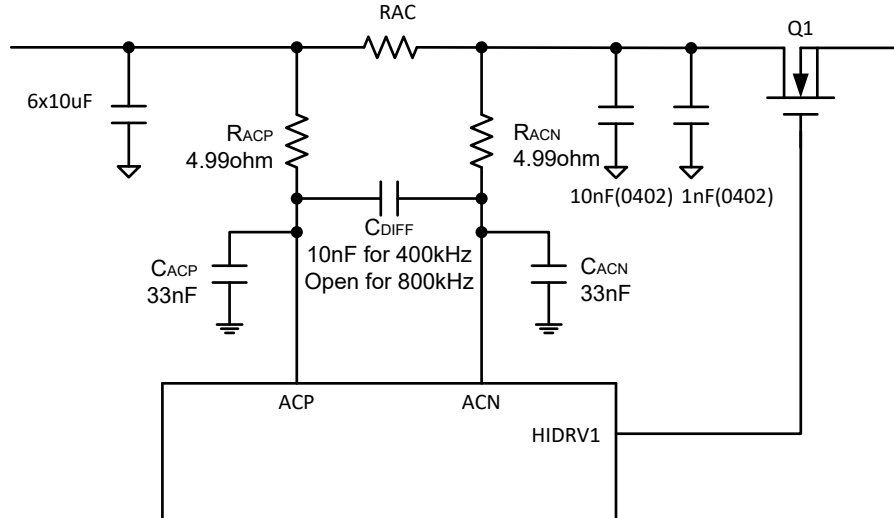 RAC
Q1
6x10uF
RACP
4.99ohm
RACN
4.99ohm
10nF(0402)
1nF(0402)
CDIFF
10nF for 400kHz
Open for 800kHz
CACP
33nF
CACN
33nF
ACP
ACN
HIDRV1